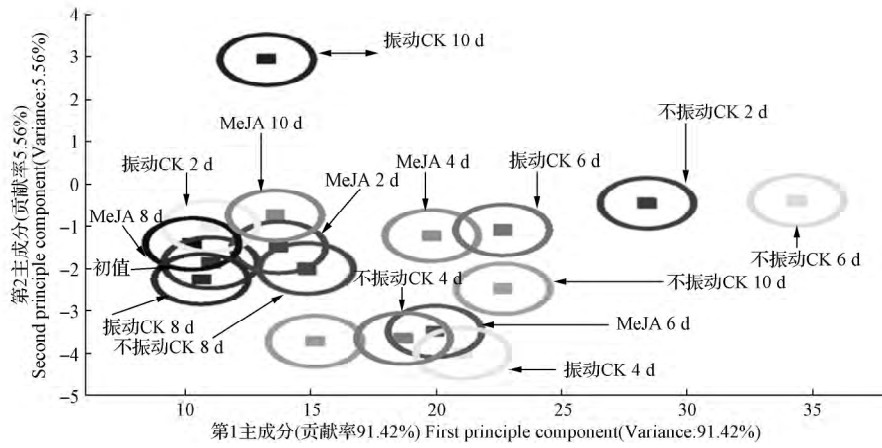 第2主成分(贡献率5.56%)
Second principle component(Variance:5.56%)
4
3
2
1
0
−1
−2
−3
−4
−5
振动CK 10 d
MeJA 10 d
不振动CK 2 d
振动CK 2 d
MeJA 4 d
振动CK 6 d
MeJA 2 d
MeJA 8 d
初值
不振动CK 4 d
不振动CK 6 d
不振动CK 10 d
振动CK 8 d
不振动CK 8 d
MeJA 6 d
振动CK 4 d
10
15
20
25
30
35
第1主成分(贡献率91.42%) First principle component(Variance:91.42%)